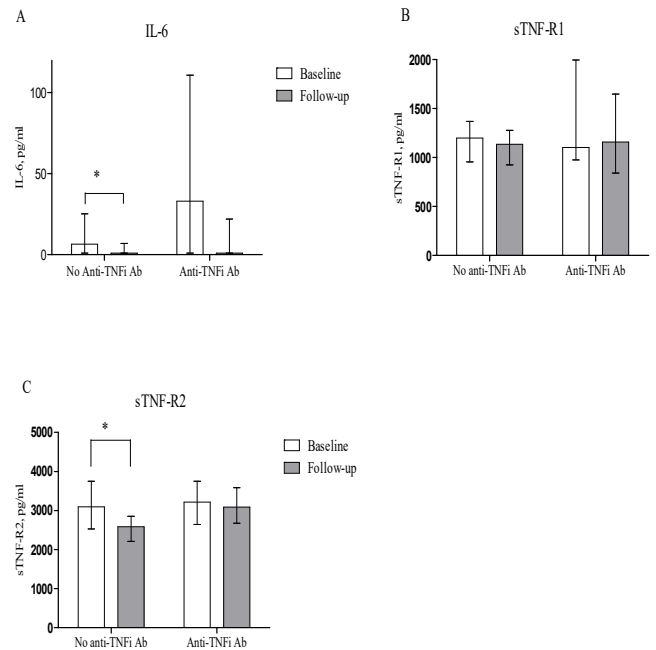 A
IL-6
IL-6, pg/ml
100
50
0
*
No Anti-TNFi Ab
Anti-TNFi Ab
Baseline
Follow-up
B
sTNF-R1
sTNF-R1, pg/ml
2000
1500
1000
500
0
No anti-TNFi Ab
Anti-TNFi Ab
C
sTNF-R2
sTNF-R2, pg/ml
5000
4000
3000
2000
1000
0
*
No anti-TNFi Ab
Anti-TNFi Ab
Baseline
Follow-up